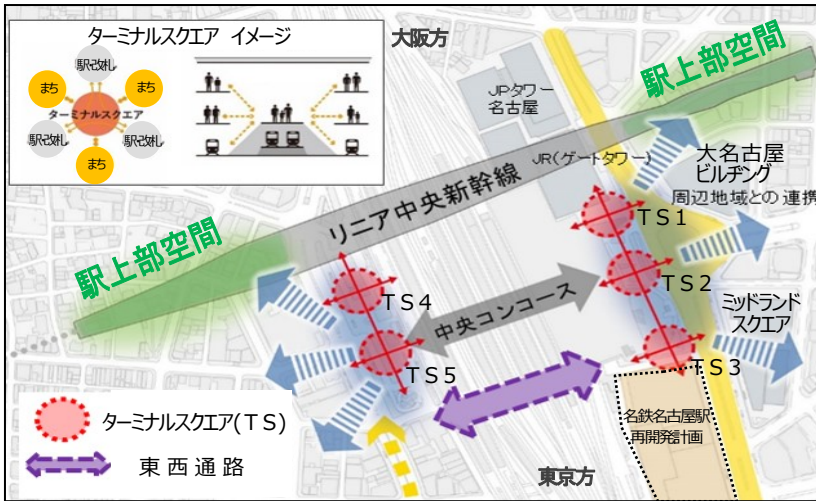 ターミナルスクエア イメージ
駅改札
まち
まち
ターミナルスクエア
駅改札
駅改札
まち
大阪方
駅上部空間
JPタワー
名古屋
JR(ゲートタワー)
大名古屋
ビルヂング
周辺地域との連携
リニア中央新幹線
TS1
駅上部空間
TS2
TS4
中央コンコース
ミッドランド
スクエア
TS3
TS5
名鉄名古屋駅
再開発計画
ターミナルスクエア(TS)
東西通路
東京方